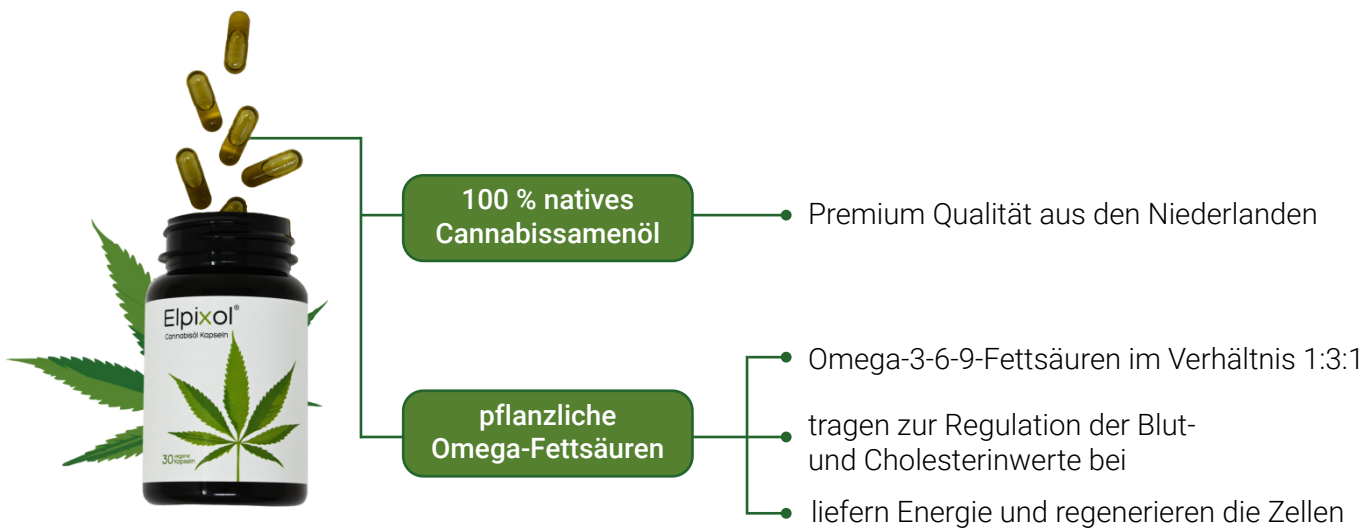 Elpixol®
Cannabisöl Kapseln
30 vegane
Kapseln
100 % natives
Cannabissamenöl
Premium Qualität aus den Niederlanden
pflanzliche
Omega-Fettsäuren
Omega-3-6-9-Fettsäuren im Verhältnis 1:3:1
tragen zur Regulation der Blut-
und Cholesterinwerte bei
liefern Energie und regenerieren die Zellen